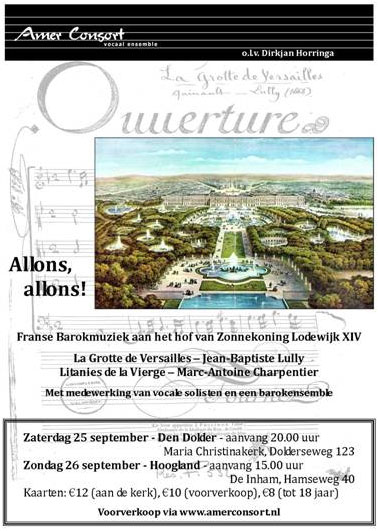 Amer Consort
vocaal ensemble
o.l.v. Dirkjan Horringa
La Grotte de Versailles
Quinault — Lully (1668)
Ouverture
Allons,
allons!
Franse Barokmuziek aan het hof van Zonnekoning Lodewijk XIV
La Grotte de Versailles – Jean-Baptiste Lully
Litanies de la Vierge – Marc-Antoine Charpentier
Met medewerking van vocale solisten en een barokensemble
Zaterdag 25 september - Den Dolder - aanvang 20.00 uur
Maria Christinakerk, Dolderseweg 123
Zondag 26 september - Hoogland - aanvang 15.00 uur
De Inham, Hamseweg 40
Kaarten: €12 (aan de kerk), €10 (voorverkoop), €8 (tot 18 jaar)
Voorverkoop via www.amerconsort.nl